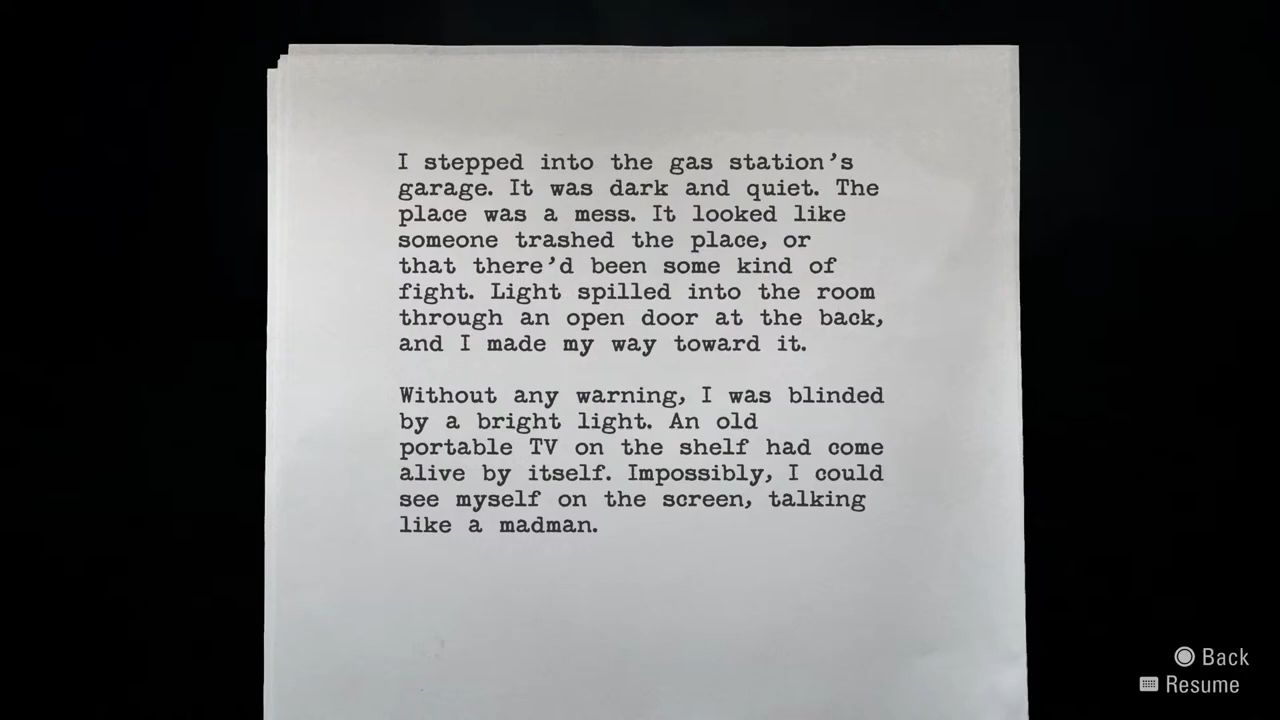 I stepped into the gas station's
garage. It was dark and quiet. The
place was a mess. It looked like
someone trashed the place, or
that there'd been some kind of
fight. Light spilled into the room
through an open door at the back,
and I made my way toward it.
Without any warning, I was blinded
by a bright light. An old
portable TV on the shelf had come
alive by itself. Impossibly, I could
see myself on the screen, talking
like a madman.
Back
Resume